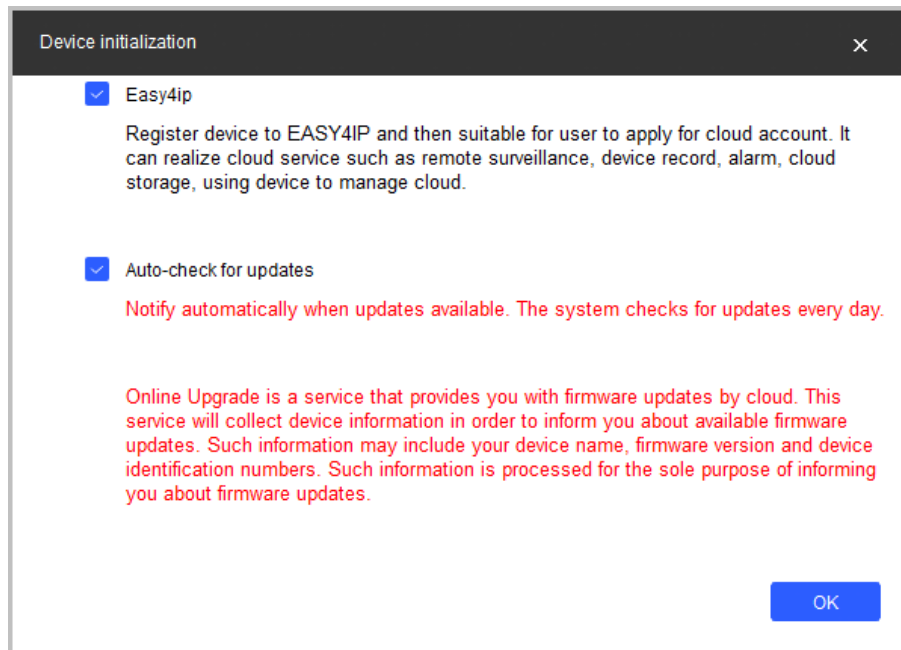 Device initialization
Easy4ip
Register device to EASY4IP and then suitable for user to apply for cloud account. It
can realize cloud service such as remote surveillance, device record, alarm, cloud
storage, using device to manage cloud.
Auto-check for updates
Notify automatically when updates available. The system checks for updates every day.
Online Upgrade is a service that provides you with firmware updates by cloud. This
service will collect device information in order to inform you about available firmware
updates. Such information may include your device name, firmware version and device
identification numbers. Such information is processed for the sole purpose of informing
you about firmware updates.
OK